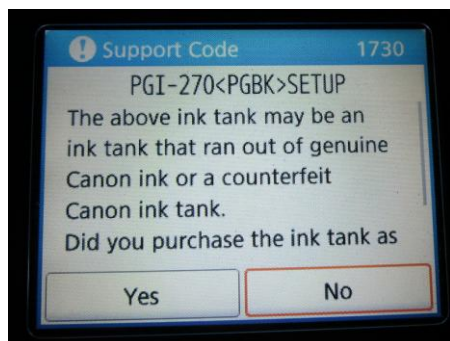 Support Code 1730
PGI-270<PGBK>SETUP
The above ink tank may be an
ink tank that ran out of genuine
Canon ink or a counterfeit
Canon ink tank.
Did you purchase the ink tank as
Yes No